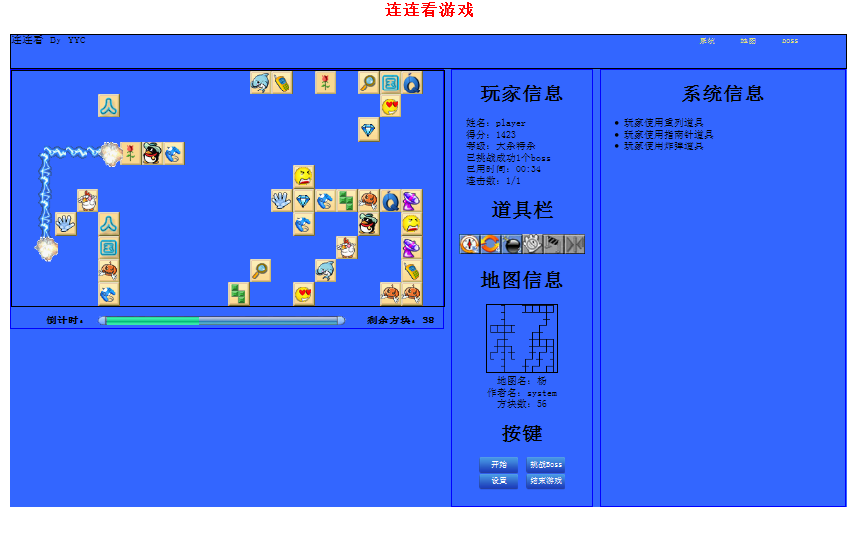 连连看游戏
连连看 By YYC
系统 地图 Boss
玩家信息
姓名: player
得分: 1423
等级: 大杀特杀
已挑战成功1个boss
已用时间: 00:34
连击数: 1/1
道具栏
地图信息
地图名: 杨
作者名: system
方块数: 56
按键
开始 挑战Boss
设置 结束游戏
系统信息
玩家使用重列道具
玩家使用指南针道具
玩家使用炸弹道具
倒计时: 剩余方块: 38